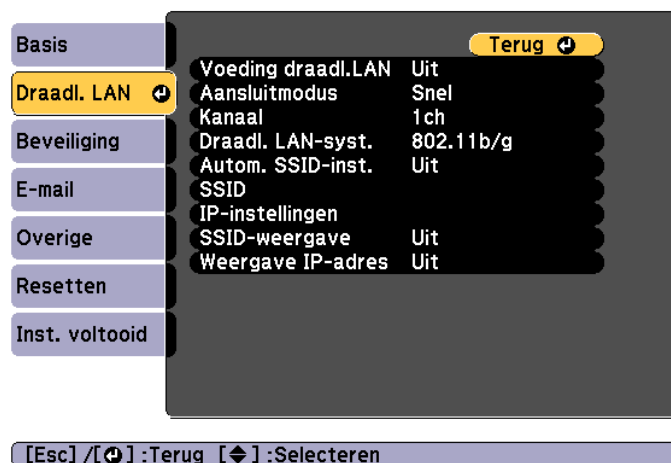 Basis
Draadl. LAN
Beveiliging
E-mail
Overige
Resetten
Inst. voltooid
Terug
Voeding draadl.LAN Uit
Aansluitmodus Snel
Kanaal 1ch
Draadl. LAN-syst. 802.11b/g
Autom. SSID-inst. Uit
SSID
IP-instellingen
SSID-weergave Uit
Weergave IP-adres Uit
[Esc] /[⏎] :Terug [◆] :Selecteren